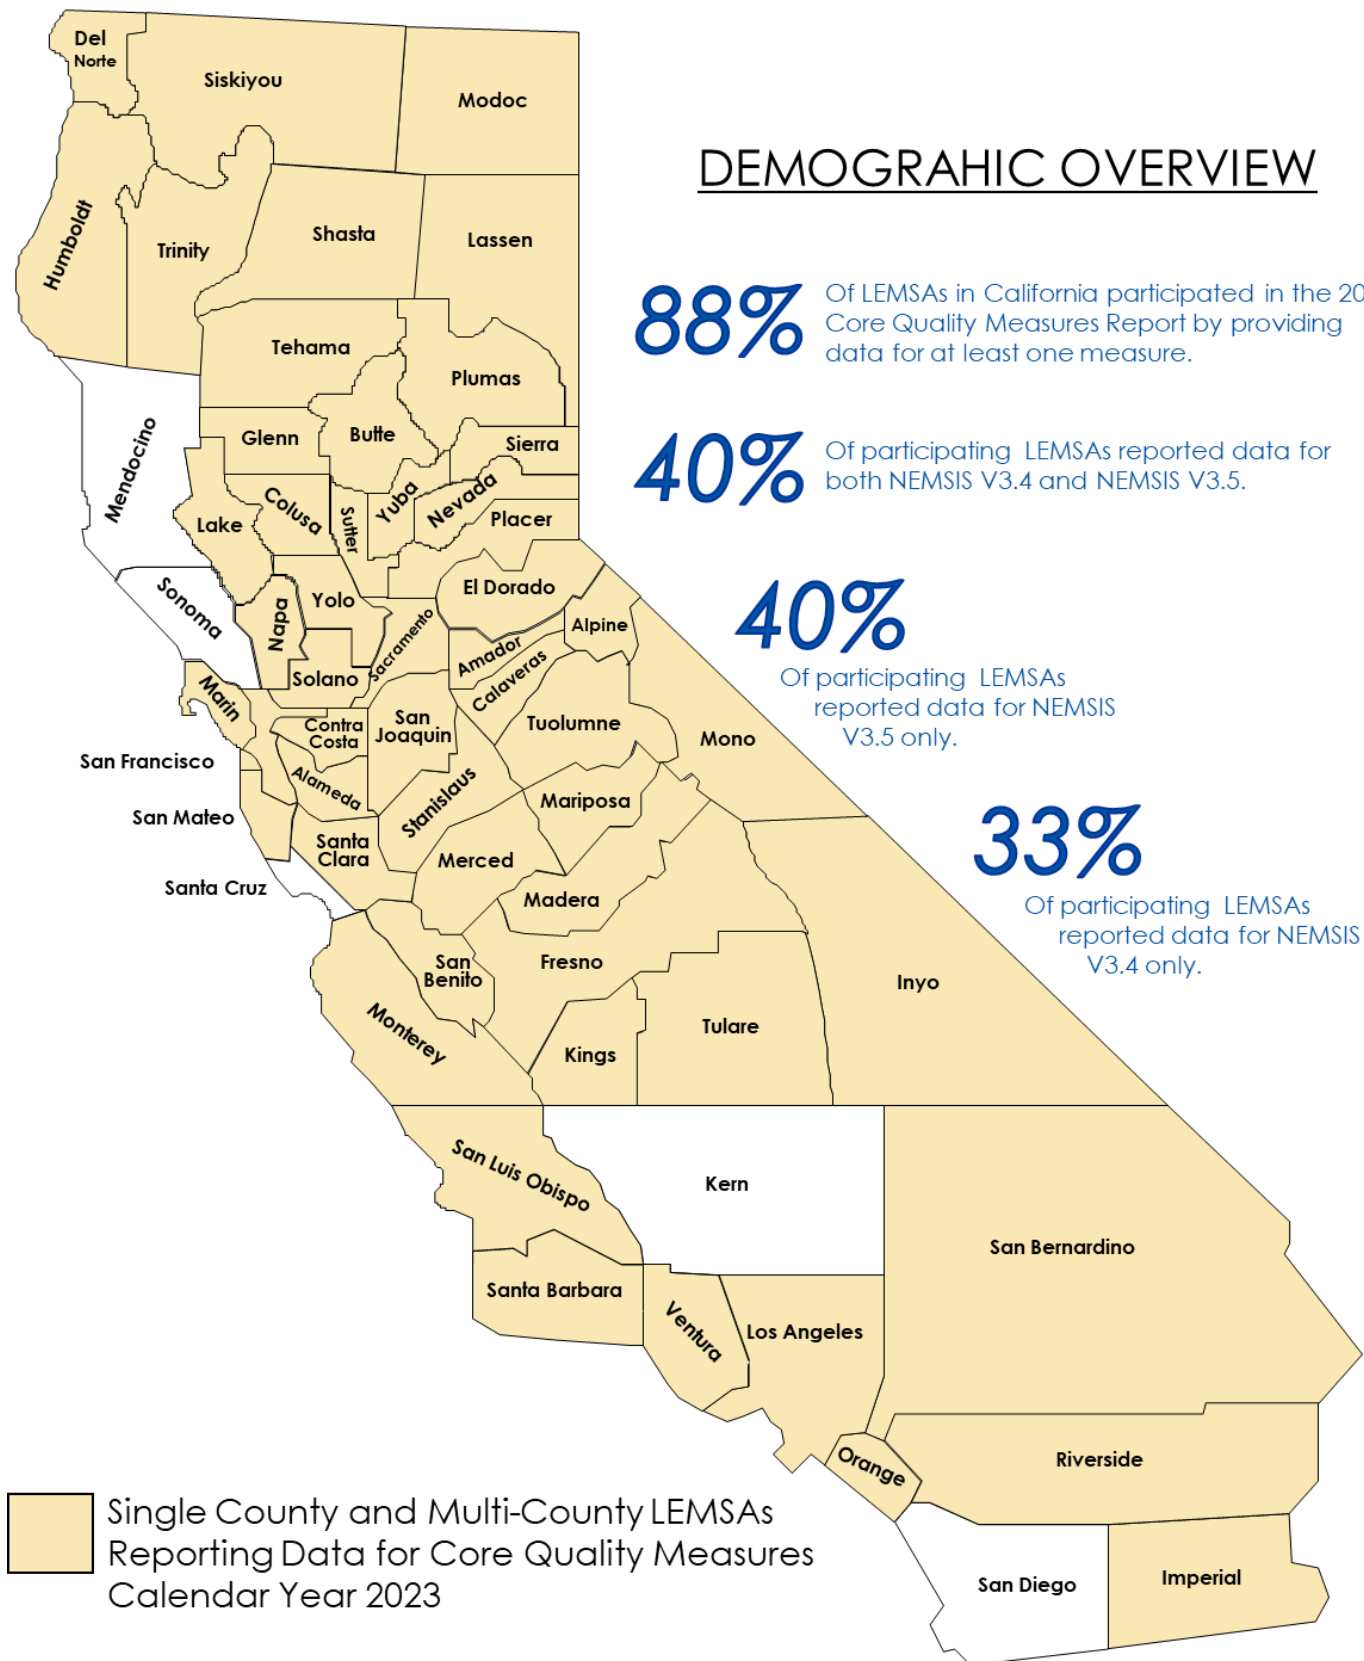 Del
Norte
Siskiyou
Modoc
DEMOGRAHIC OVERVIEW
Humboldt
Trinity
Shasta
Lassen
88%
Of LEMSAs in California participated in the 20
Core Quality Measures Report by providing
data for at least one measure.
Tehama
Plumas
Mendocino
Glenn
Butte
Sierra
40%
Of participating LEMSAs reported data for
both NEMSIS V3.4 and NEMSIS V3.5.
Lake
Colusa
Sutter
Yuba
Nevada
Placer
Sonoma
Napa
Yolo
Sacramento
El Dorado
40%
Of participating LEMSAs
reported data for NEMSIS
V3.5 only.
Solano
Amador
Alpine
Calaveras
Marin
Contra
Costa
San
Joaquin
Tuolumne
Mono
San Francisco
Alameda
Stanislaus
Mariposa
San Mateo
33%
Of participating LEMSAs
reported data for NEMSIS
V3.4 only.
Santa
Clara
Merced
Santa Cruz
Madera
San
Benito
Fresno
Inyo
Monterey
Kings
Tulare
San Luis Obispo
Kern
San Bernardino
Santa Barbara
Ventura
Los Angeles
Orange
Riverside
Single County and Multi-County LEMSAs
Reporting Data for Core Quality Measures
Calendar Year 2023
San Diego
Imperial